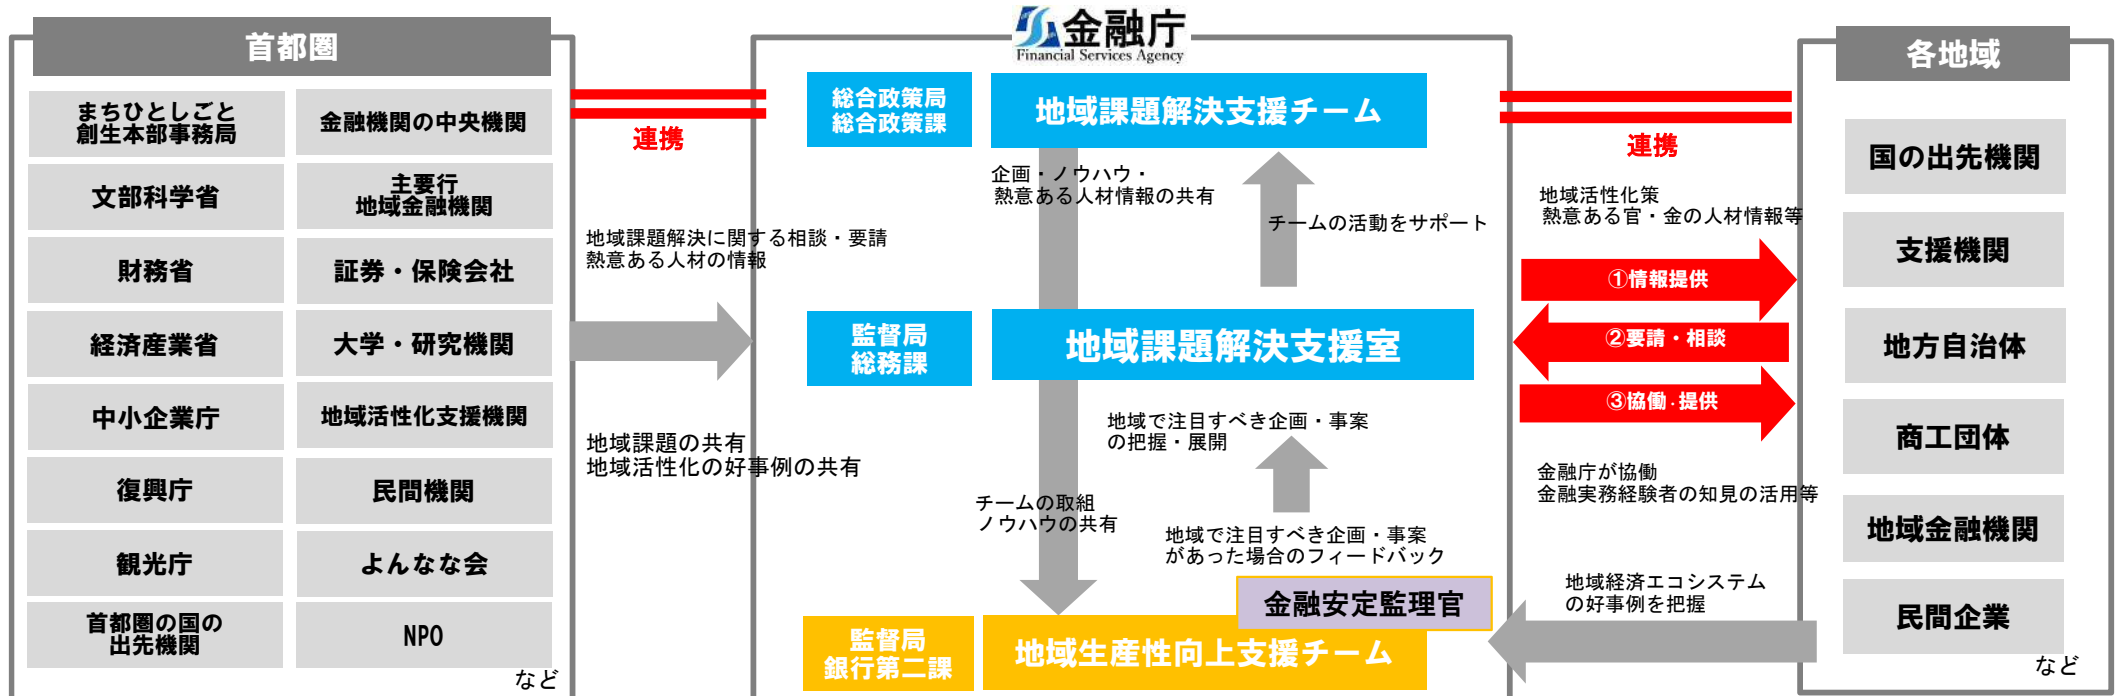 首都圏
まちひとしごと
創生本部事務局
金融機関の中央機関
文部科学省
主要行
地域金融機関
財務省
証券・保険会社
経済産業省
大学・研究機関
中小企業庁
地域活性化支援機関
復興庁
民間機関
観光庁
よんなな会
首都圏の国の
出先機関
NPO
など
連携
地域課題解決に関する相談・要請
熱意ある人材の情報
地域課題の共有
地域活性化の好事例の共有
金融庁
Financial Services Agency
総合政策局
総合政策課
地域課題解決支援チーム
企画・ノウハウ・
熱意ある人材情報の共有
チームの活動をサポート
監督局
総務課
地域課題解決支援室
地域で注目すべき企画・事案
の把握・展開
チームの取組
ノウハウの共有
地域で注目すべき企画・事案
があった場合のフィードバック
金融安定監理官
監督局
銀行第二課
地域生産性向上支援チーム
連携
地域活性化策
熱意ある官・金の人材情報等
①情報提供
②要請・相談
③協働・提供
金融庁が協働
金融実務経験者の知見の活用等
地域経済エコシステム
の好事例を把握
各地域
国の出先機関
支援機関
地方自治体
商工団体
地域金融機関
民間企業
など